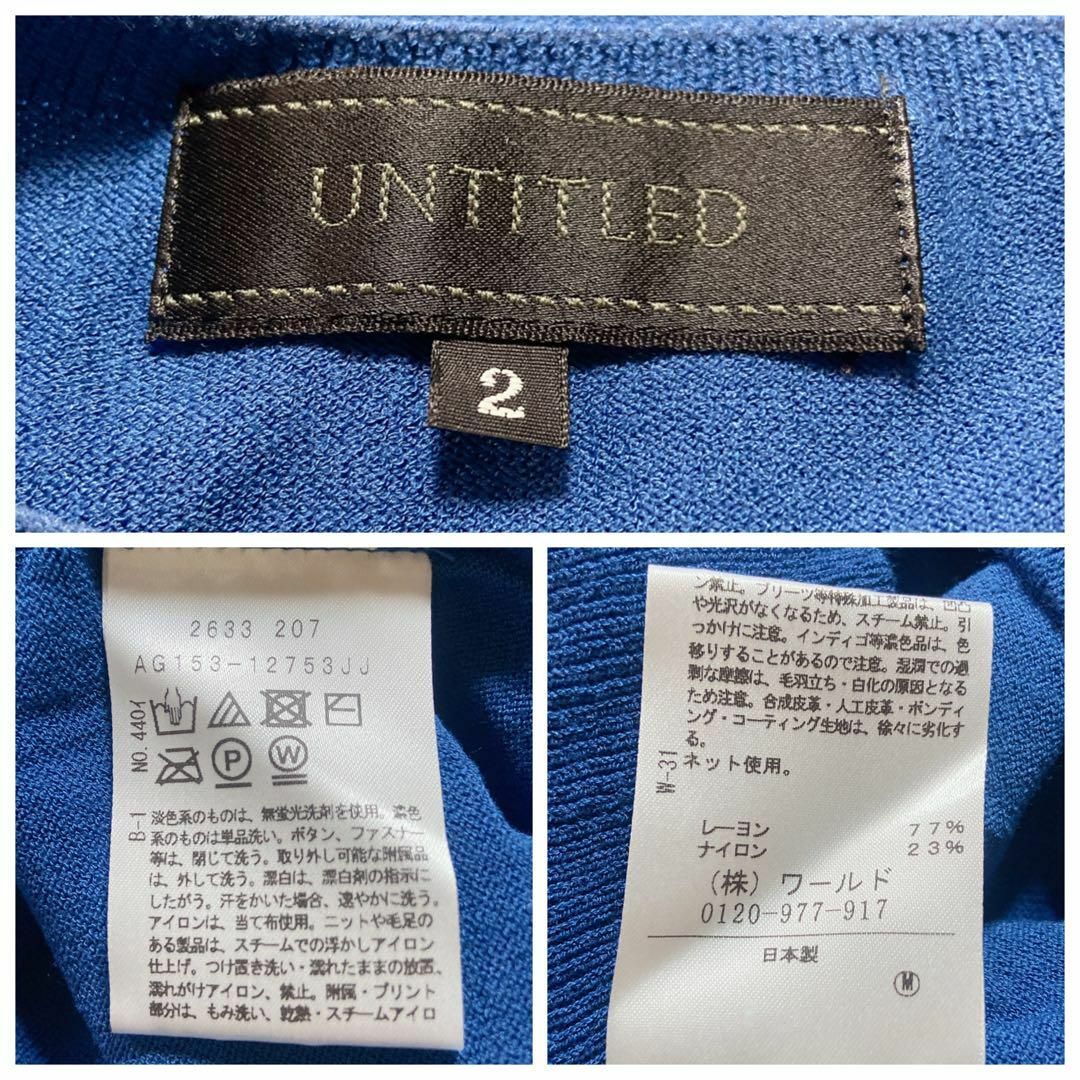 UNTITLED
2
2633 207
AG153-12753JJ
NO.4401
P W
B-1
淡色系のものは、無蛍光洗剤を使用。濃色
系のものは単品洗い。ボタン、ファスナー
等は、閉じて洗う。取り外し可能な附属品
は、外して洗う。漂白は、漂白剤の指示に
したがう。汗をかいた場合、速やかに洗う。
アイロンは、当て布使用。ニットや毛足の
ある製品は、スチームでの浮かしアイロン
仕上げ。つけ置き洗い・濡れたままの放置、
濡れがけアイロン、禁止。附属・プリント
部分は、もみ洗い、乾熱・スチームアイロ
ン禁止。プリーツ等特殊加工製品は、凹凸
や光沢がなくなるため、スチーム禁止。引
っかけに注意。インディゴ等濃色品は、色
移りすることがあるので注意。湿潤での過
剰な摩擦は、毛羽立ち・白化の原因となる
ため注意。合成皮革・人工皮革・ボンディ
ング・コーティング生地は、徐々に劣化す
る。
W-31
ネット使用。
レーヨン 77%
ナイロン 23%
(株) ワールド
0120-977-917
日本製
M